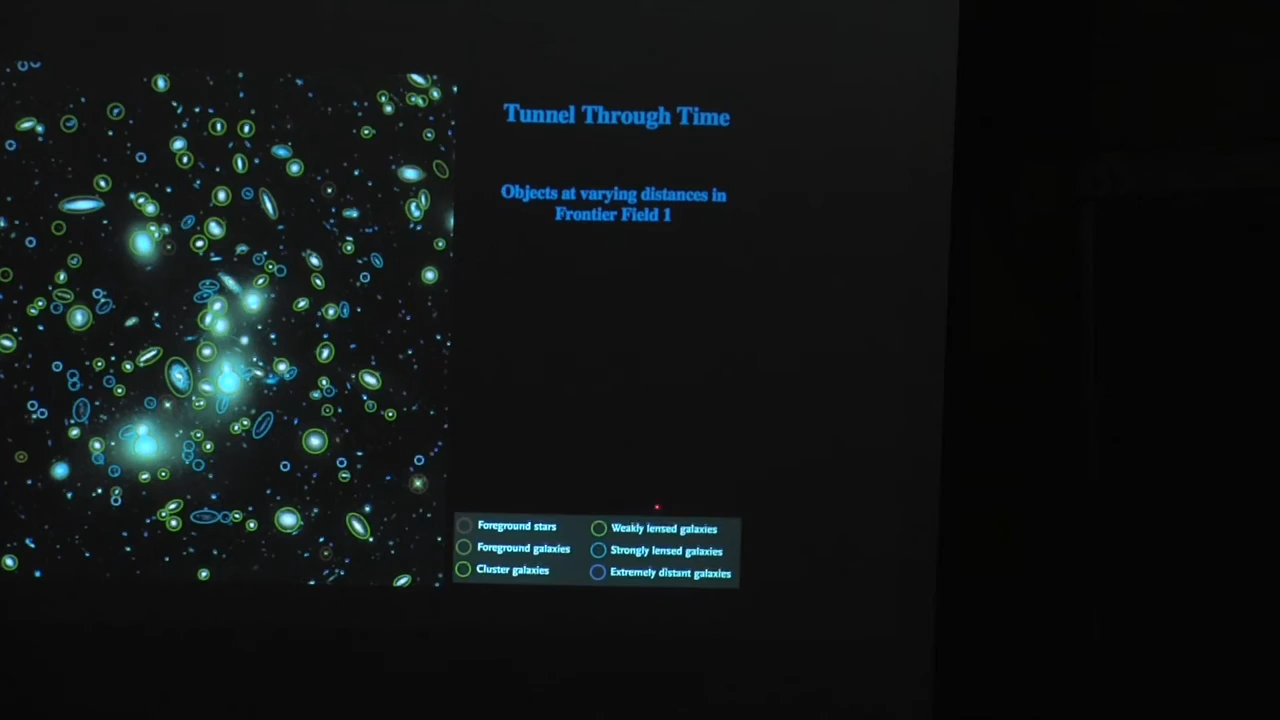 Tunnel Through Time
Objects at varying distances in
Frontier Field 1
Foreground stars
Foreground galaxies
Cluster galaxies
Weakly lensed galaxies
Strongly lensed galaxies
Extremely distant galaxies